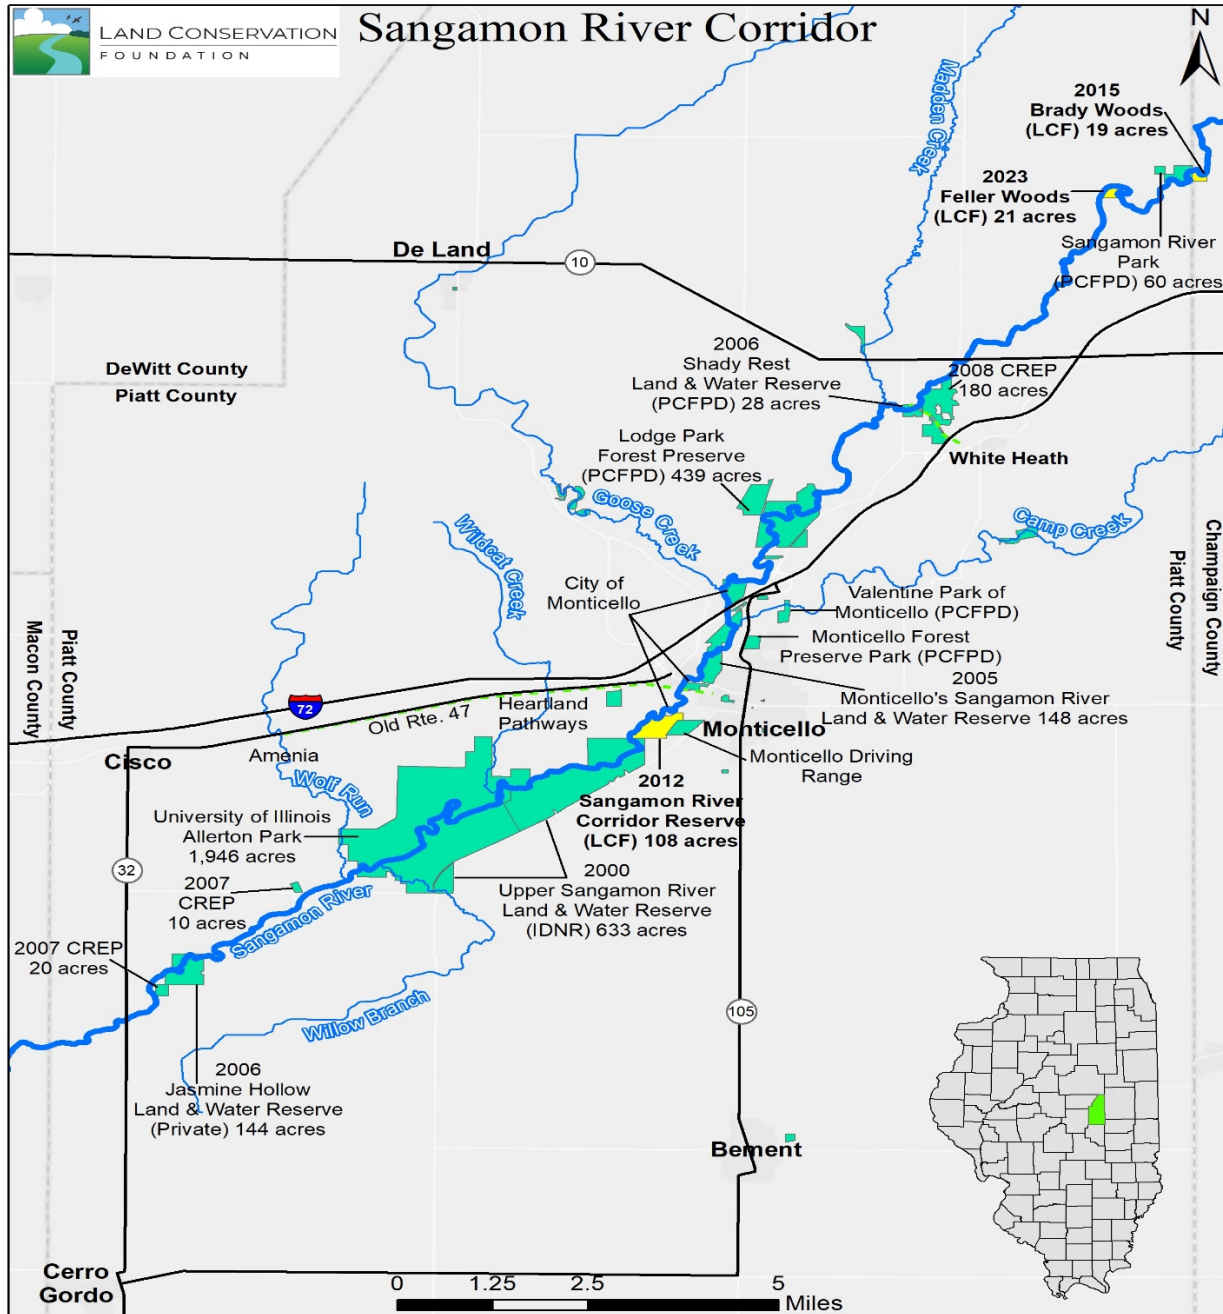 LAND CONSERVATION
FOUNDATION
Sangamon River Corridor
N
Madden Creek
2015
Brady Woods
(LCF) 19 acres
2023
Feller Woods
(LCF) 21 acres
Sangamon River
Park
(PCFPD) 60 acres
De Land
10
DeWitt County
Piatt County
2006
Shady Rest
Land & Water Reserve
(PCFPD) 28 acres
2008 CREP
180 acres
White Heath
Lodge Park
Forest Preserve
(PCFPD) 439 acres
Goose Creek
Wildcat Creek
Camp Creek
Champaign County
Piatt County
City of
Monticello
Valentine Park of
Monticello (PCFPD)
Monticello Forest
Preserve Park (PCFPD)
2005
Monticello's Sangamon River
Land & Water Reserve 148 acres
Macon County
Piatt County
72
Old Rte. 47
Heartland
Pathways
Monticello
Monticello Driving
Range
Cisco
Amenia
Wolf Run
2012
Sangamon River
Corridor Reserve
(LCF) 108 acres
University of Illinois
Allerton Park
1,946 acres
32
2007
CREP
10 acres
Sangamon River
2000
Upper Sangamon River
Land & Water Reserve
(IDNR) 633 acres
2007 CREP
20 acres
Willow Branch
105
2006
Jasmine Hollow
Land & Water Reserve
(Private) 144 acres
Bement
Cerro
Gordo
0 1.25 2.5 5
Miles